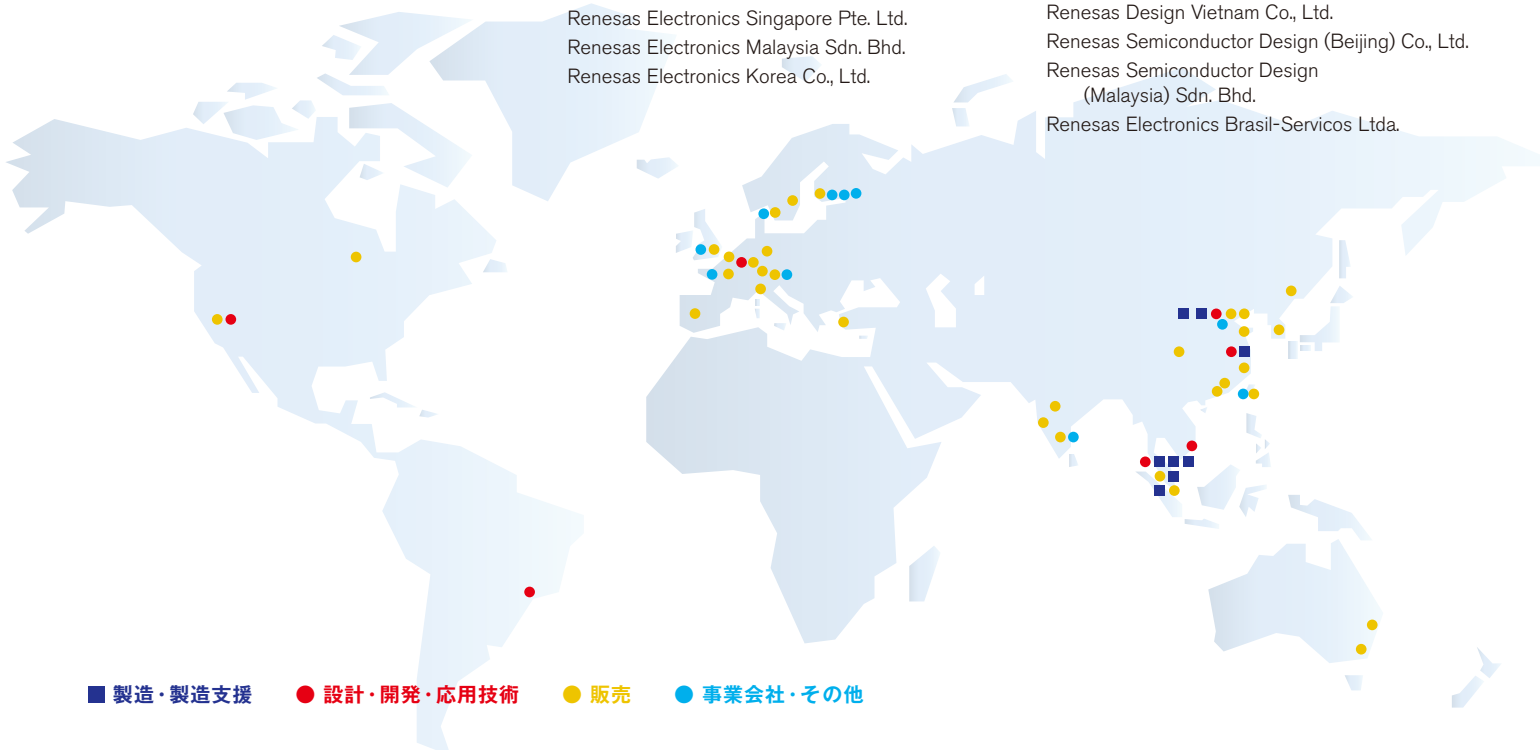 Renesas Electronics Singapore Pte. Ltd.
Renesas Electronics Malaysia Sdn. Bhd.
Renesas Electronics Korea Co., Ltd.
Renesas Design Vietnam Co., Ltd.
Renesas Semiconductor Design (Beijing) Co., Ltd.
Renesas Semiconductor Design
(Malaysia) Sdn. Bhd.
Renesas Electronics Brasil-Servicos Ltda.
製造・製造支援
設計・開発・応用技術
販売
事業会社・その他